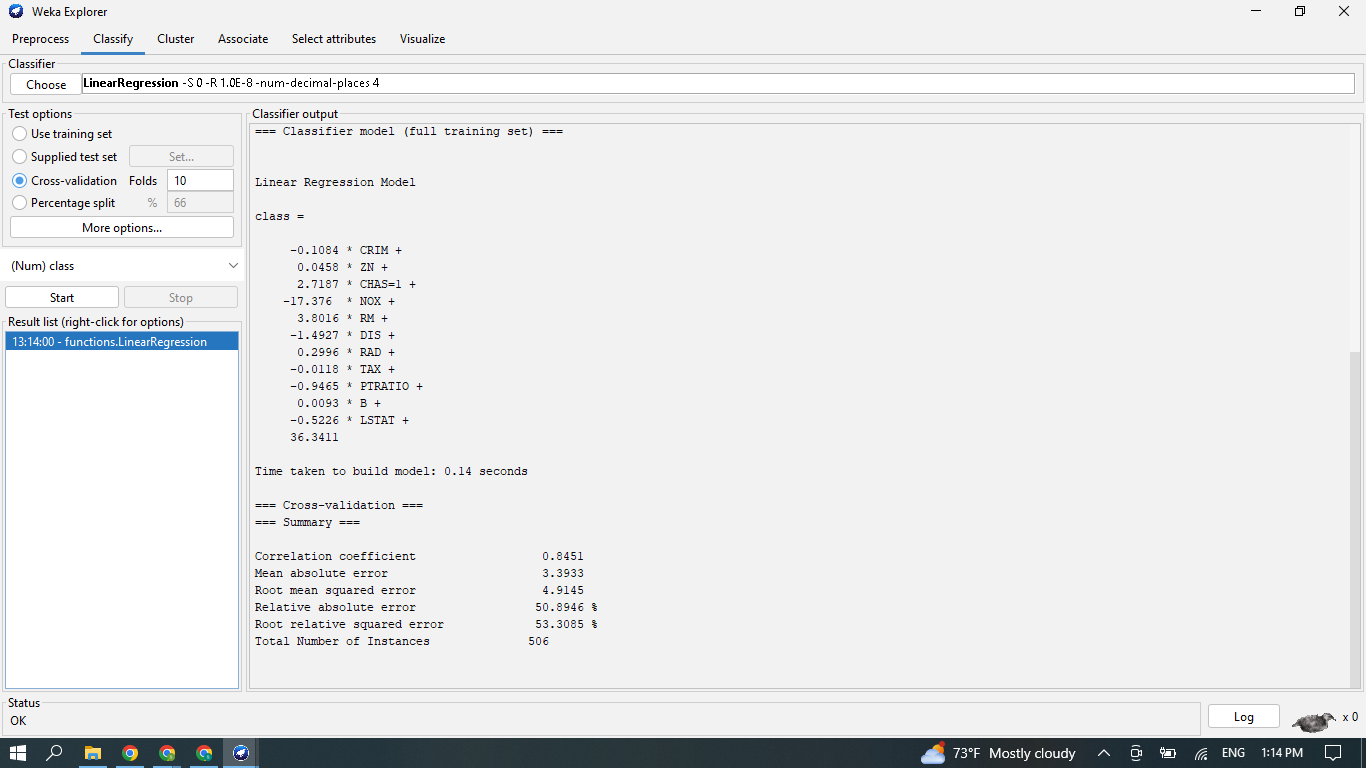 Weka Explorer
Preprocess Classify Cluster Associate Select attributes Visualize
Classifier
Choose LinearRegression -S 0 -R 1.0E-8 -num-decimal-places 4
Test options
Use training set
Supplied test set Set...
Cross-validation Folds 10
Percentage split % 66
More options...
(Num) class
Start Stop
Result list (right-click for options)
13:14:00 - functions.LinearRegression
Classifier output
=== Classifier model (full training set) ===
Linear Regression Model
class =
-0.1084 * CRIM +
0.0458 * ZN +
2.7187 * CHAS=1 +
-17.376 * NOX +
3.8016 * RM +
-1.4927 * DIS +
0.2996 * RAD +
-0.0118 * TAX +
-0.9465 * PTRATIO +
0.0093 * B +
-0.5226 * LSTAT +
36.3411
Time taken to build model: 0.14 seconds
=== Cross-validation ===
=== Summary ===
Correlation coefficient 0.8451
Mean absolute error 3.3933
Root mean squared error 4.9145
Relative absolute error 50.8946 %
Root relative squared error 53.3085 %
Total Number of Instances 506
Status
OK
Log x 0
73°F Mostly cloudy ENG 1:14 PM